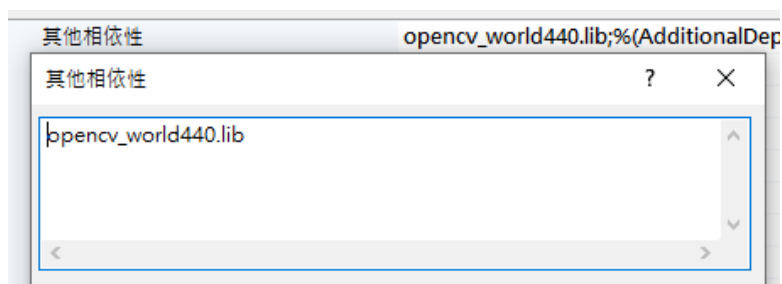 其他相依性 opencv_world440.lib;%(AdditionalDep
其他相依性 ?
opencv_world440.lib